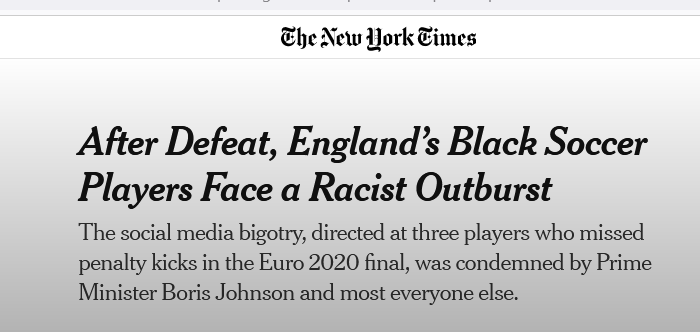 The New York Times
After Defeat, England’s Black Soccer
Players Face a Racist Outburst
The social media bigotry, directed at three players who missed
penalty kicks in the Euro 2020 final, was condemned by Prime
Minister Boris Johnson and most everyone else.